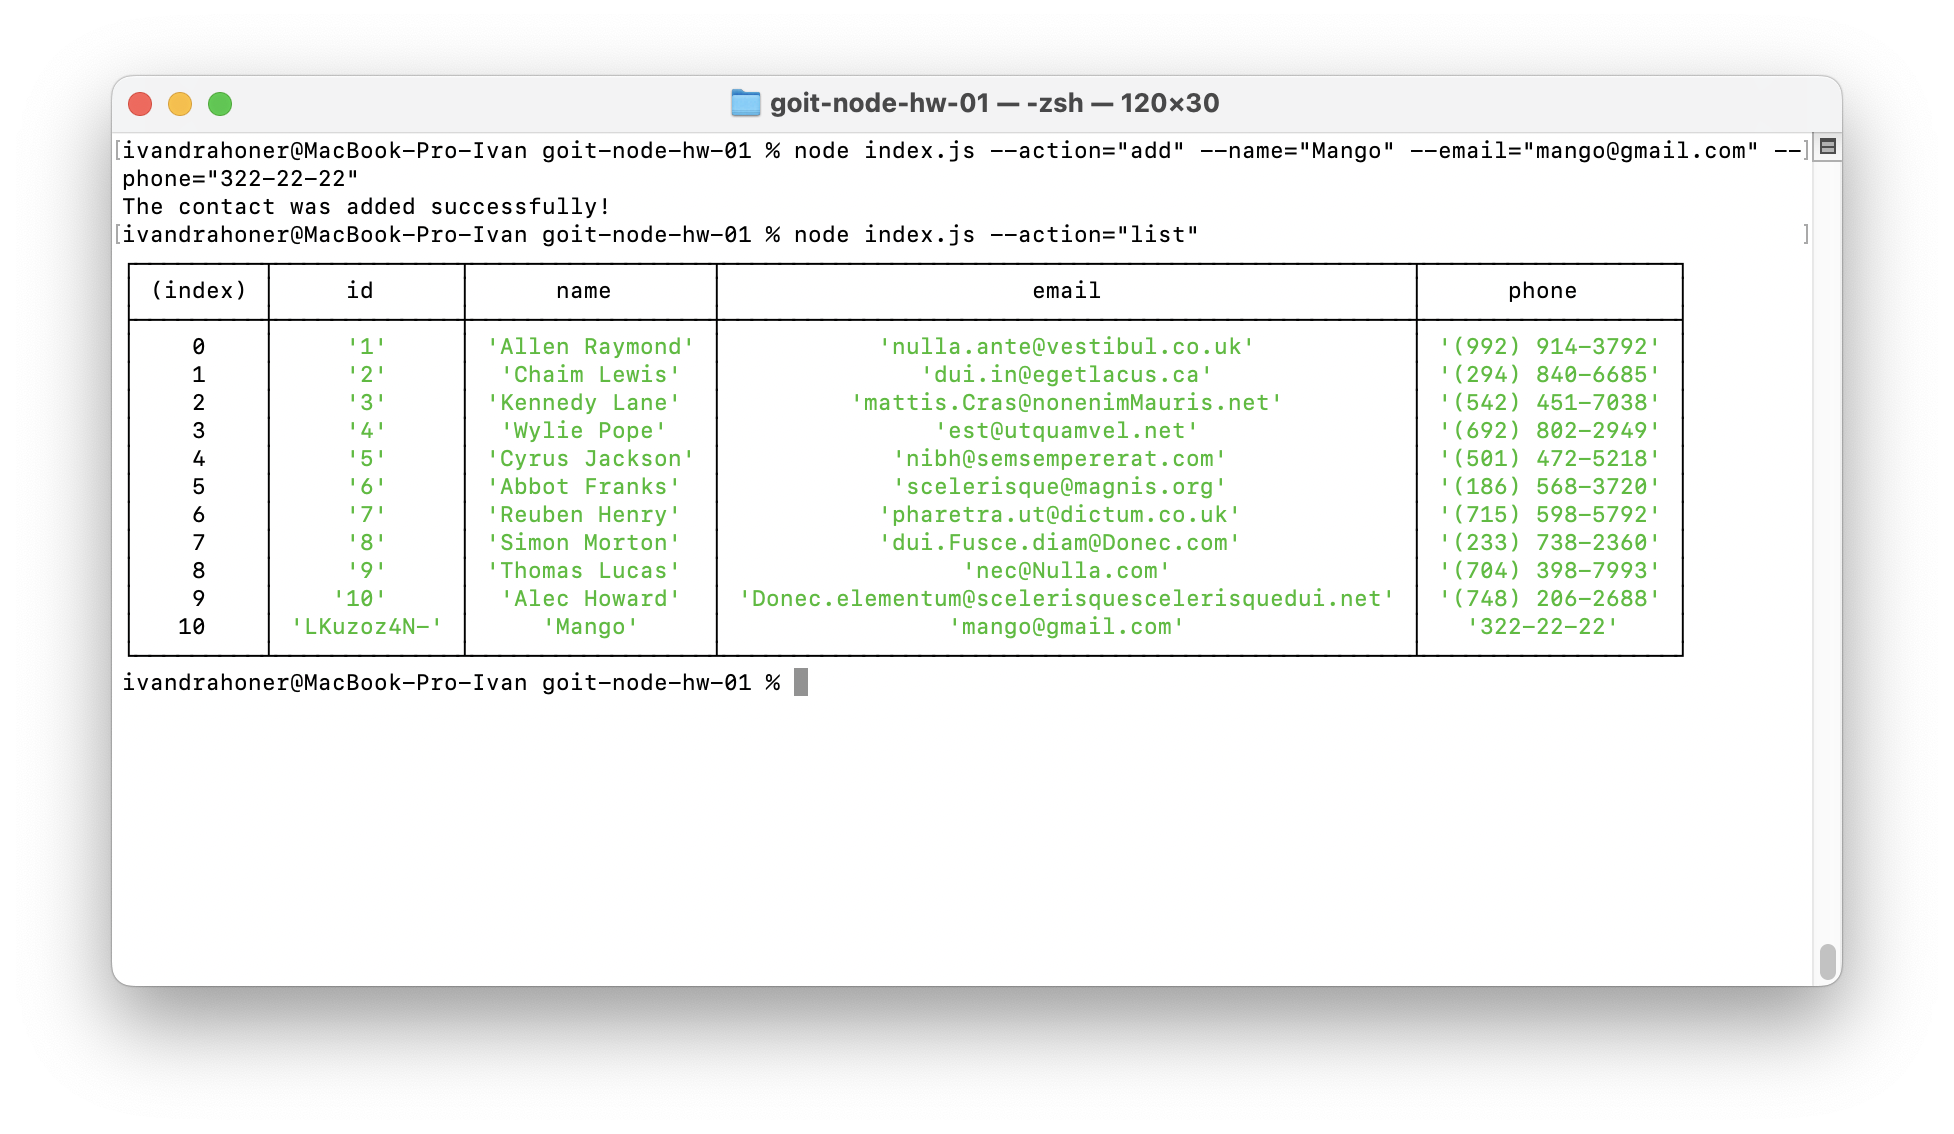 goit-node-hw-01 — -zsh — 120×30
ivandrahoner@MacBook-Pro-Ivan goit-node-hw-01 % node index.js --action="add" --name="Mango" --email="mango@gmail.com" --
phone="322-22-22"
The contact was added successfully!
ivandrahoner@MacBook-Pro-Ivan goit-node-hw-01 % node index.js --action="list"
(index) id name email phone
0 '1' 'Allen Raymond' 'nulla.ante@vestibul.co.uk' '(992) 914-3792'
1 '2' 'Chaim Lewis' 'dui.in@egetlacus.ca' '(294) 840-6685'
2 '3' 'Kennedy Lane' 'mattis.Cras@nonenimMauris.net' '(542) 451-7038'
3 '4' 'Wylie Pope' 'est@utquamvel.net' '(692) 802-2949'
4 '5' 'Cyrus Jackson' 'nibh@semsempererat.com' '(501) 472-5218'
5 '6' 'Abbot Franks' 'scelerisque@magnis.org' '(186) 568-3720'
6 '7' 'Reuben Henry' 'pharetra.ut@dictum.co.uk' '(715) 598-5792'
7 '8' 'Simon Morton' 'dui.Fusce.diam@Donec.com' '(233) 738-2360'
8 '9' 'Thomas Lucas' 'nec@Nulla.com' '(704) 398-7993'
9 '10' 'Alec Howard' 'Donec.elementum@scelerisquescelerisquedui.net' '(748) 206-2688'
10 'LKuzoz4N-' 'Mango' 'mango@gmail.com' '322-22-22'
ivandrahoner@MacBook-Pro-Ivan goit-node-hw-01 %